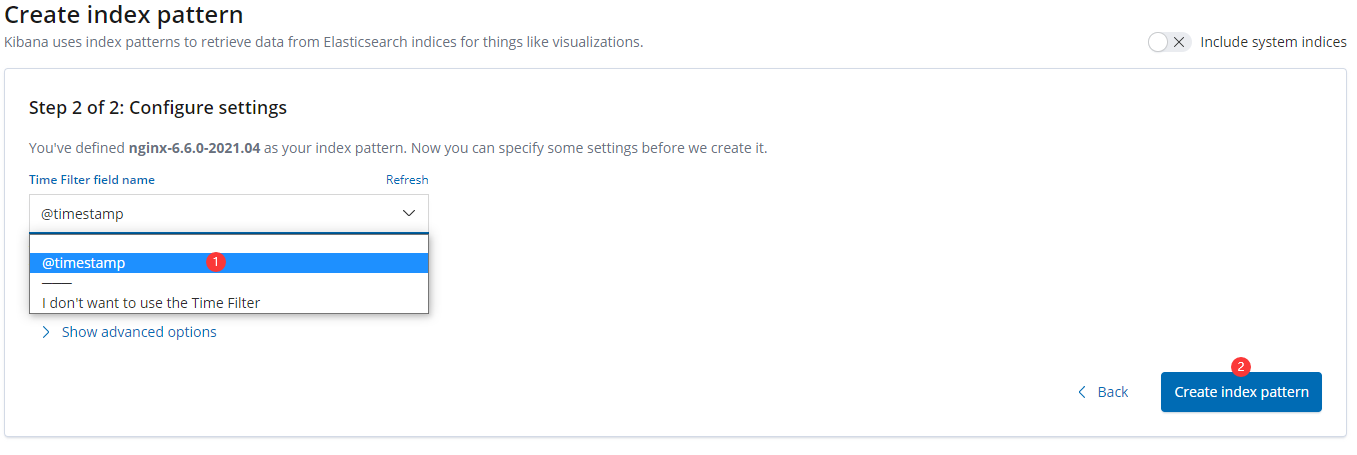 Create index pattern
Kibana uses index patterns to retrieve data from Elasticsearch indices for things like visualizations.
Include system indices
Step 2 of 2: Configure settings
You've defined nginx-6.6.0-2021.04 as your index pattern. Now you can specify some settings before we create it.
Time Filter field name Refresh
@timestamp
@timestamp 1
I don't want to use the Time Filter
Show advanced options
2
Back Create index pattern